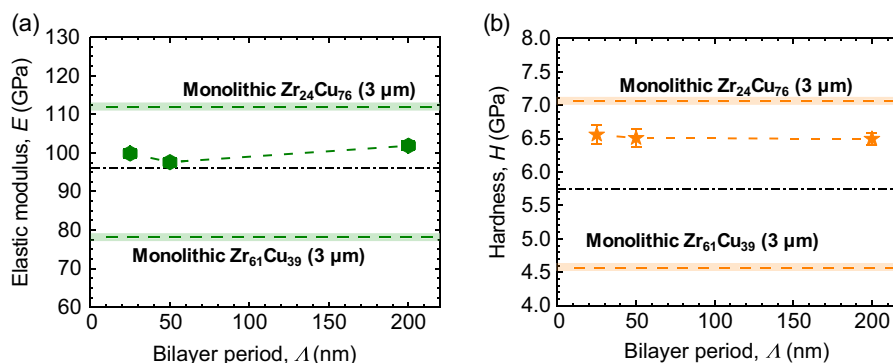 (a)
130
120
110
100
90
80
70
60
Elastic modulus, E (GPa)
Monolithic Zr24Cu76 (3 µm)
Monolithic Zr61Cu39 (3 µm)
0 50 100 150 200
Bilayer period, Λ (nm)
(b)
8.0
7.5
7.0
6.5
6.0
5.5
5.0
4.5
4.0
Hardness, H (GPa)
Monolithic Zr24Cu76 (3 µm)
Monolithic Zr61Cu39 (3 µm)
0 50 100 150 200
Bilayer period, Λ (nm)